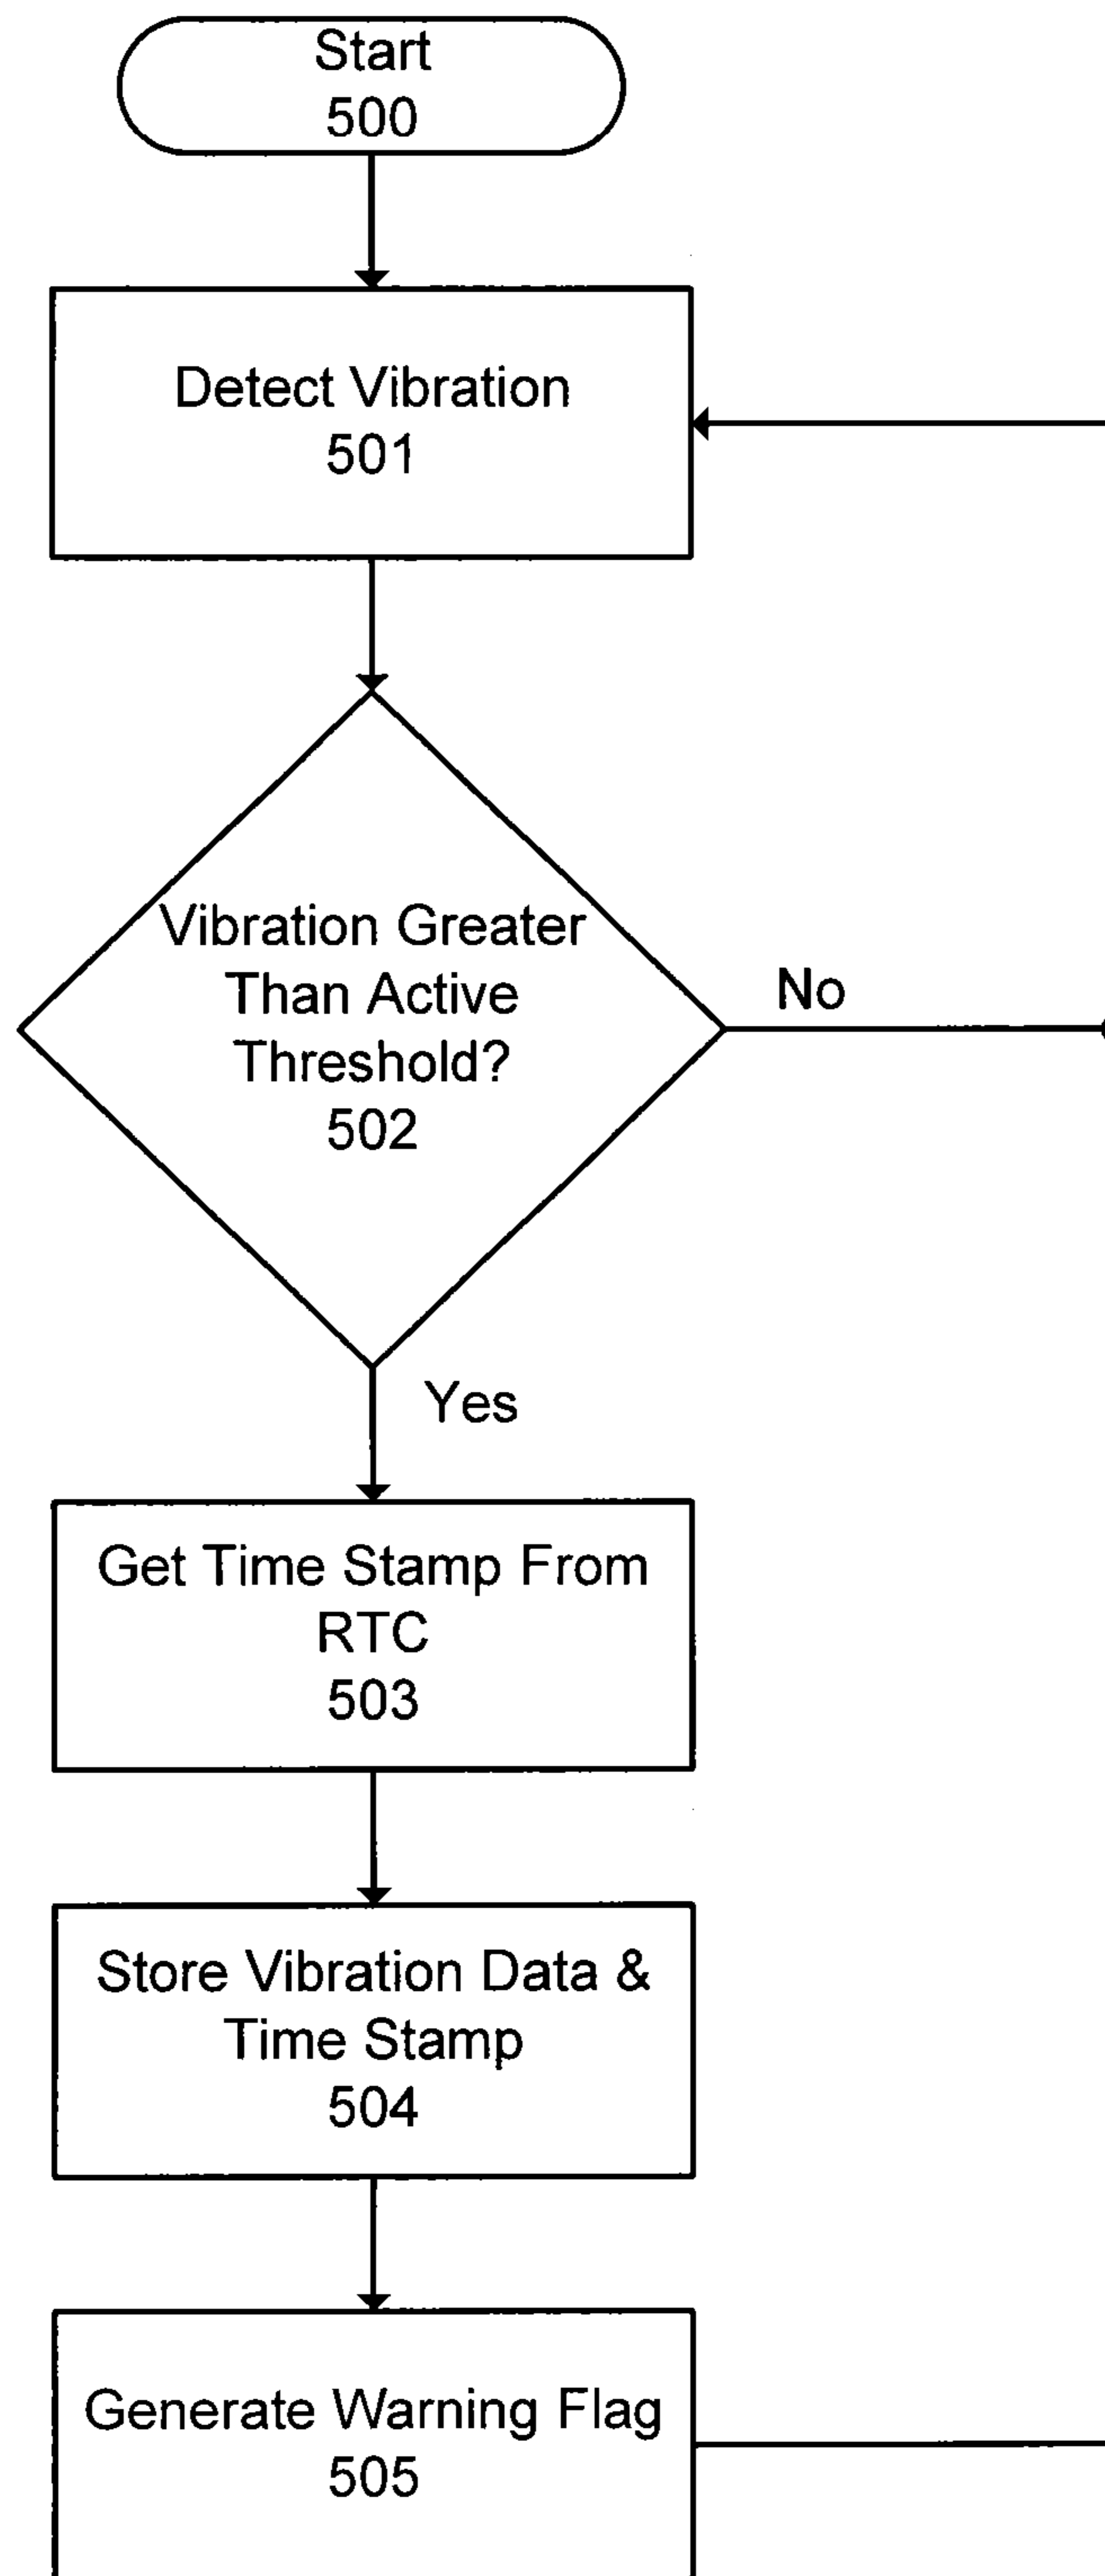 Start
500
Detect Vibration
501
Vibration Greater
Than Active
Threshold?
502
No
Yes
Get Time Stamp From
RTC
503
Store Vibration Data &
Time Stamp
504
Generate Warning Flag
505